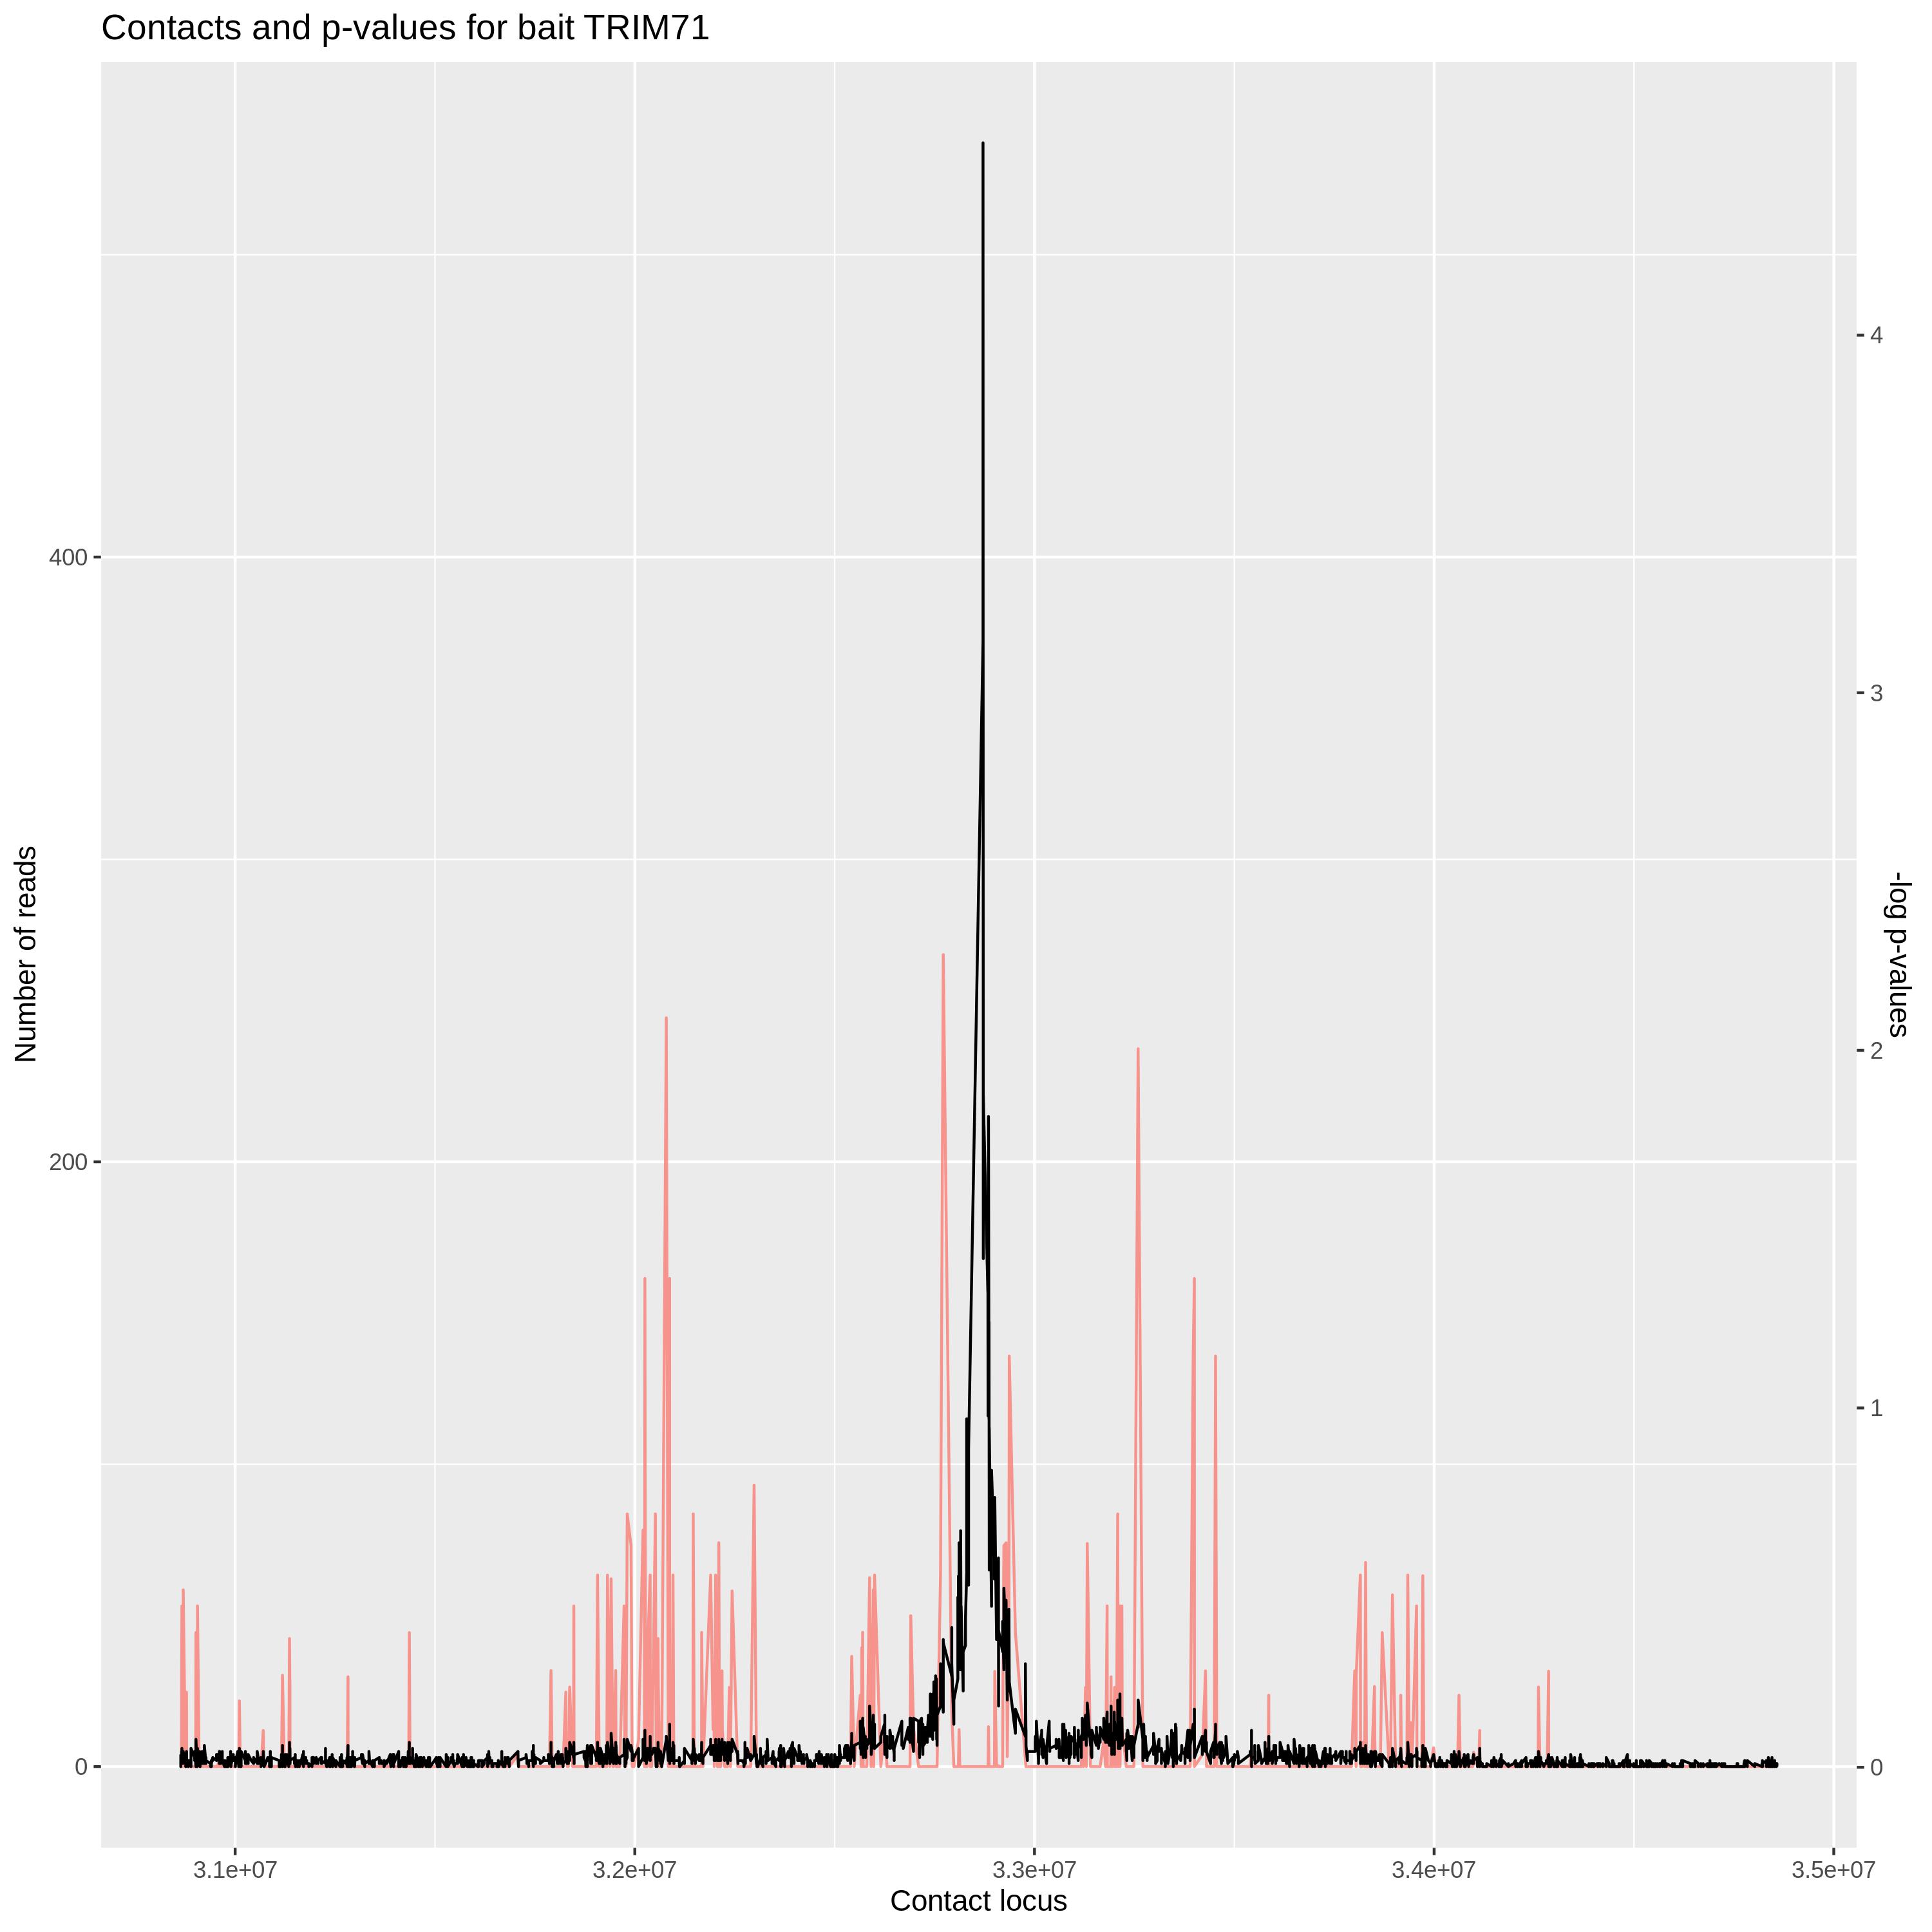 Contacts and p-values for bait TRIM71
Number of reads
400
200
0
4
3
2
1
0
-log p-values
3.1e+07 3.2e+07 3.3e+07 3.4e+07 3.5e+07
Contact locus